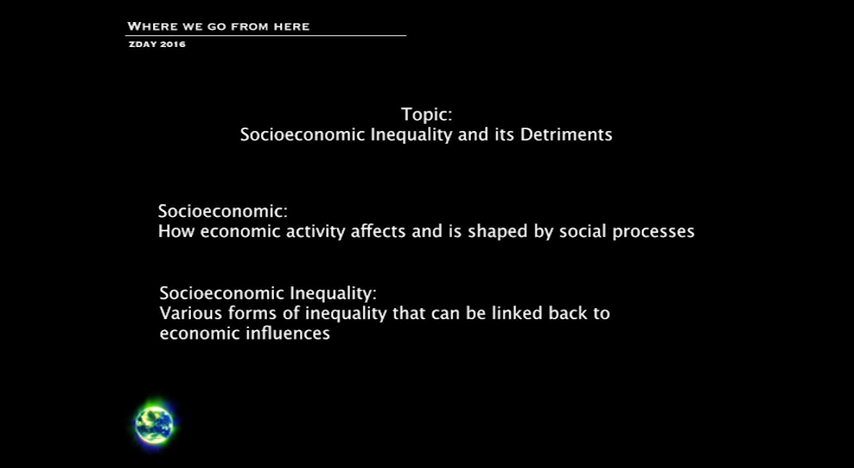 WHERE WE GO FROM HERE
ZDAY 2016
Topic:
Socioeconomic Inequality and its Detriments
Socioeconomic:
How economic activity affects and is shaped by social processes
Socioeconomic Inequality:
Various forms of inequality that can be linked back to
economic influences